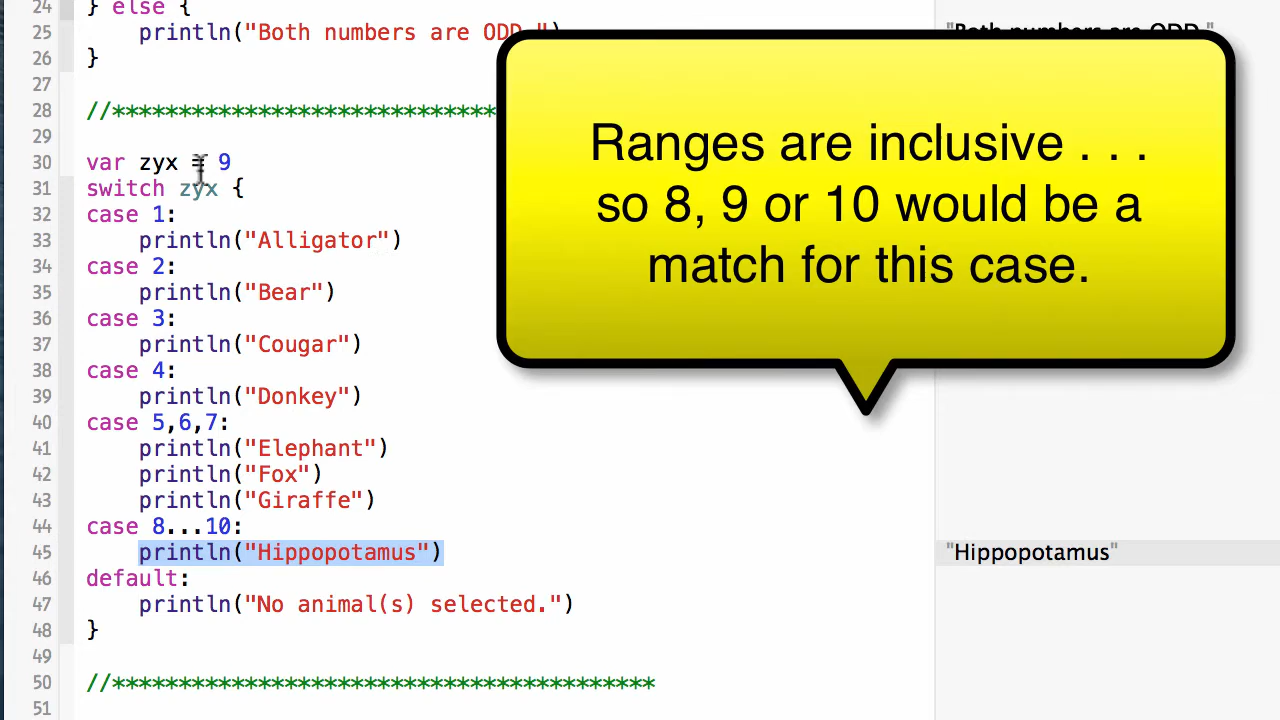 24 } else {
25 println("Both numbers are ODD.") "Both numbers are ODD."
26 }
27
28 //*****************************
29
30 var zyx = 9
31 switch zyx {
32 case 1:
33 println("Alligator")
34 case 2:
35 println("Bear")
36 case 3:
37 println("Cougar")
38 case 4:
39 println("Donkey")
40 case 5,6,7:
41 println("Elephant")
42 println("Fox")
43 println("Giraffe")
44 case 8...10:
45 println("Hippopotamus") "Hippopotamus"
46 default:
47 println("No animal(s) selected.")
48 }
49
50 //*****************************************
51
Ranges are inclusive . . .
so 8, 9 or 10 would be a
match for this case.